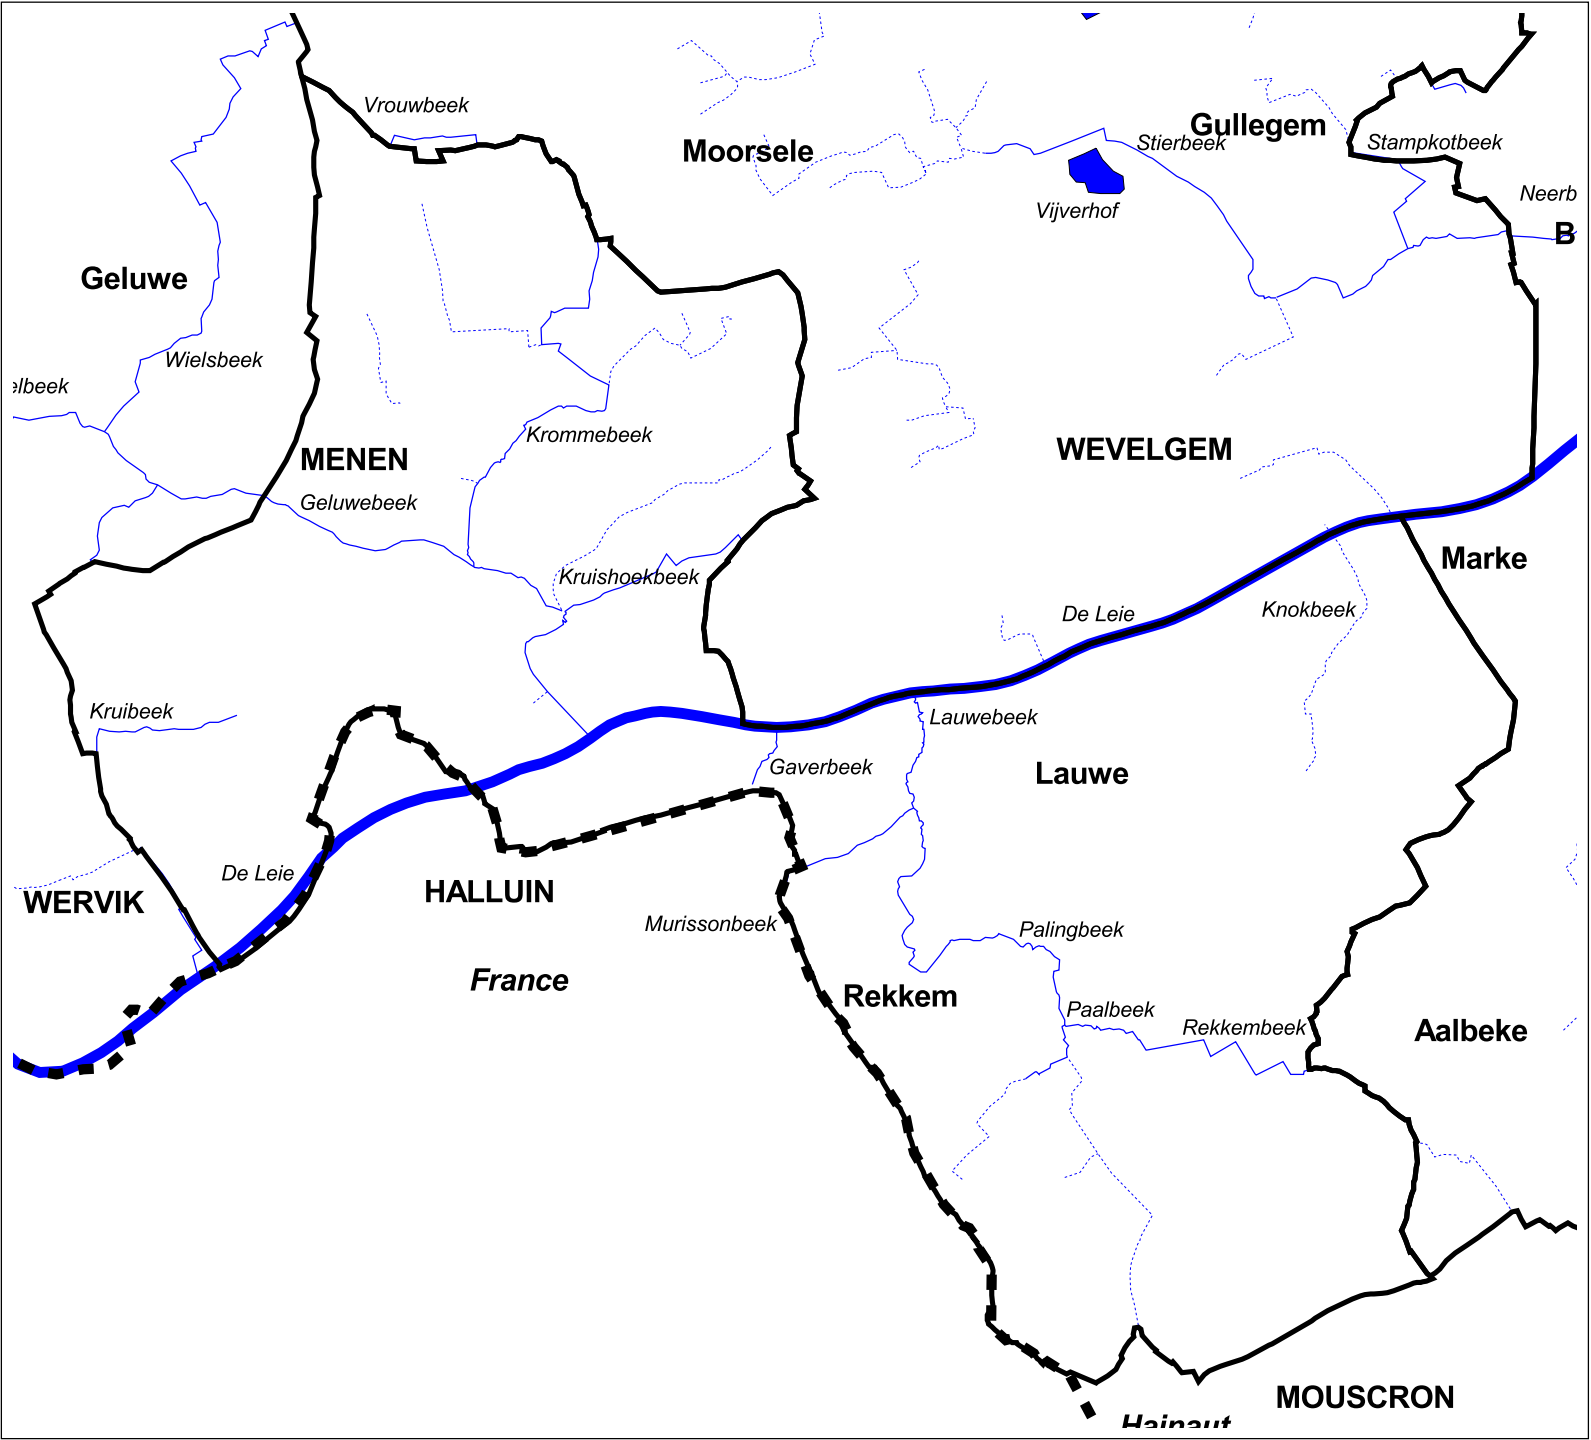 Vrouwbeek
Moorsele
Gullegem
Stierbeek
Stampkotbeek
Neerb
Vijverhof
B
Geluwe
Wielsbeek
elbeek
MENEN
Krommebeek
WEVELGEM
Geluwebeek
Kruishoekbeek
Marke
De Leie
Knokbeek
Kruibeek
Lauwebeek
Gaverbeek
Lauwe
De Leie
WERVIK
HALLUIN
Murissonbeek
Palingbeek
France
Rekkem
Paalbeek
Rekkembeek
Aalbeke
MOUSCRON
Hainaut